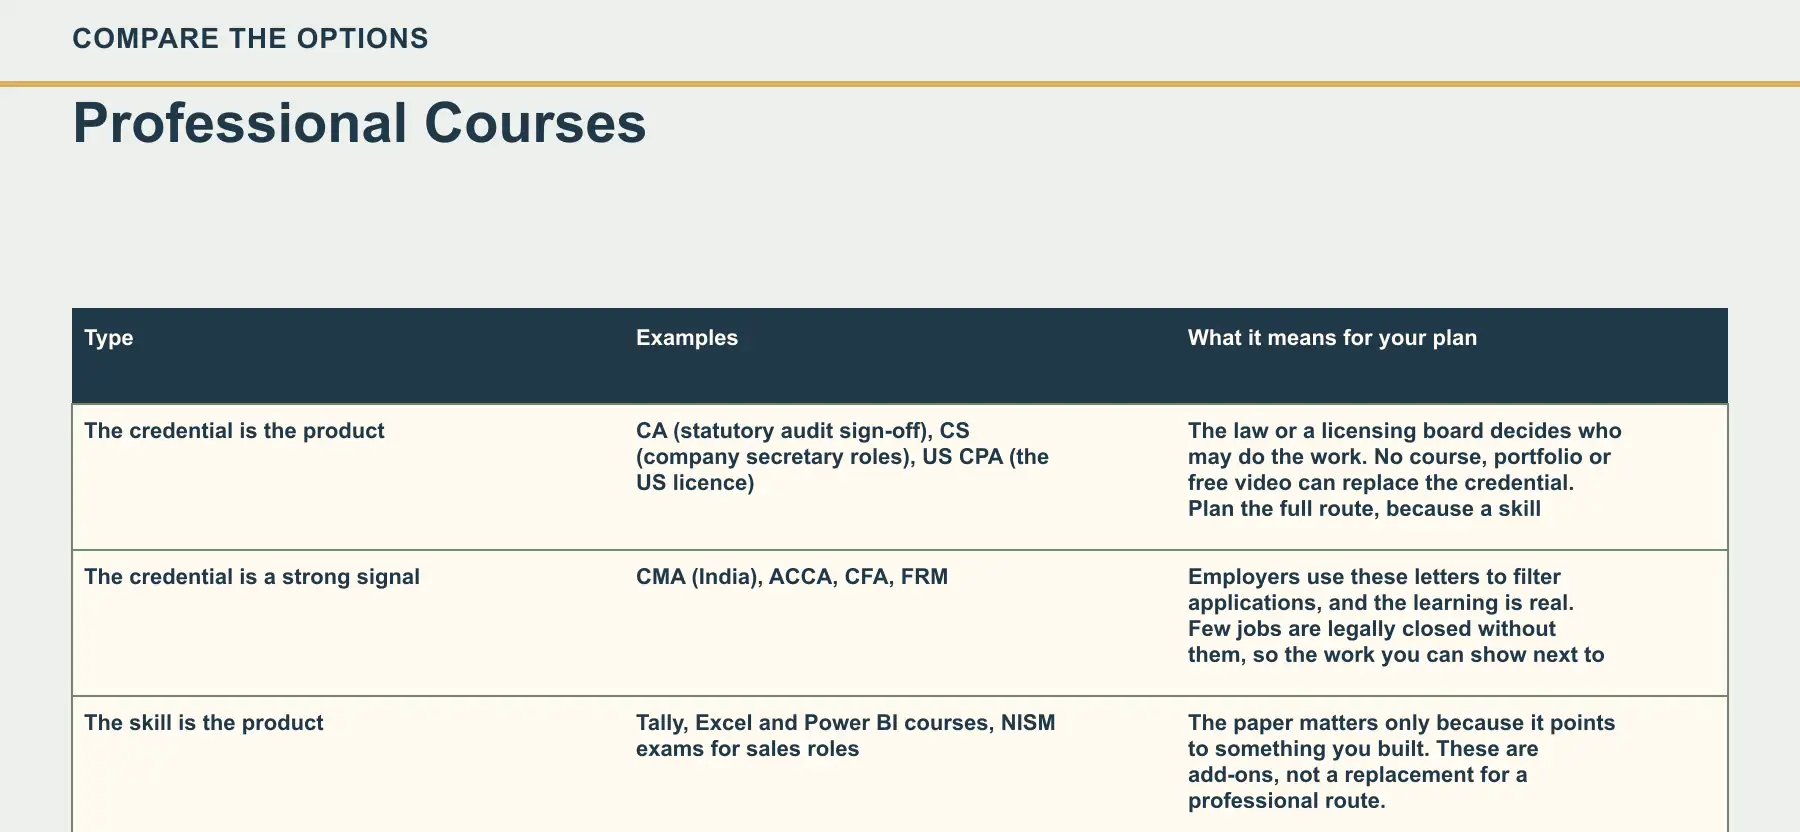 COMPARE THE OPTIONS
Professional Courses
Type
Examples
What it means for your plan
The credential is the product
CA (statutory audit sign-off), CS
(company secretary roles), US CPA (the
US licence)
The law or a licensing board decides who
may do the work. No course, portfolio or
free video can replace the credential.
Plan the full route, because a skill
The credential is a strong signal
CMA (India), ACCA, CFA, FRM
Employers use these letters to filter
applications, and the learning is real.
Few jobs are legally closed without
them, so the work you can show next to
The skill is the product
Tally, Excel and Power BI courses, NISM
exams for sales roles
The paper matters only because it points
to something you built. These are
add-ons, not a replacement for a
professional route.